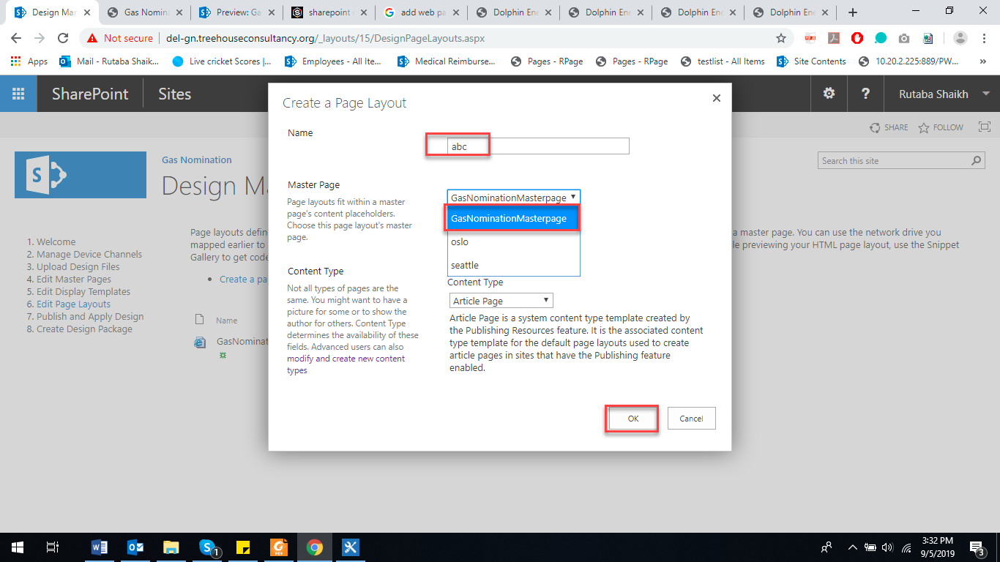 Design Mar
Gas Nomina
Preview: Ga
sharepoint
add web pa
Dolphin Ene
Dolphin Ene
Dolphin Ene
Dolphin Ene
Not secure | del-gn.treehouseconsultancy.org/_layouts/15/DesignPageLayouts.aspx
Apps
Mail - Rutaba Shaik...
Live cricket Scores |...
Employees - All Ite...
Medical Reimburse...
Pages - RPage
Pages - RPage
testlist - All Items
Site Contents
10.20.2.225:889/PW...
»
SharePoint
Sites
?
Rutaba Shaikh
SHARE
FOLLOW
S
Gas Nomination
Design Ma
Search this site
1. Welcome
2. Manage Device Channels
3. Upload Design Files
4. Edit Master Pages
5. Edit Display Templates
6. Edit Page Layouts
7. Publish and Apply Design
8. Create Design Package
Page layouts defin
a master page. You can use the network drive you
mapped earlier to
le previewing your HTML page layout, use the Snippet
Gallery to get code
• Create a pa
Name
GasNominat
Create a Page Layout
Name
abc
Master Page
Page layouts fit within a master
page's content placeholders.
Choose this page layout's master
page.
GasNominationMasterpage
GasNominationMasterpage
oslo
seattle
Content Type
Not all types of pages are the
same. You might want to have a
picture for some or to show the
author for others. Content Type
determines the availability of these
fields. Advanced users can also
modify and create new content
types
Content Type
Article Page
Article Page is a system content type template created by
the Publishing Resources feature. It is the associated content
type template for the default page layouts used to create
article pages in sites that have the Publishing feature
enabled.
OK
Cancel
1
3:32 PM
9/5/2019
3